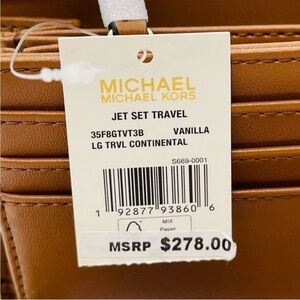 MICHAEL
MICHAEL KORS
JET SET TRAVEL
35F8GTVT3B VANILLA
LG TRVL CONTINENTAL
S669-0001
1 92877 93860 6
MIX
Paper
MSRP $278.00